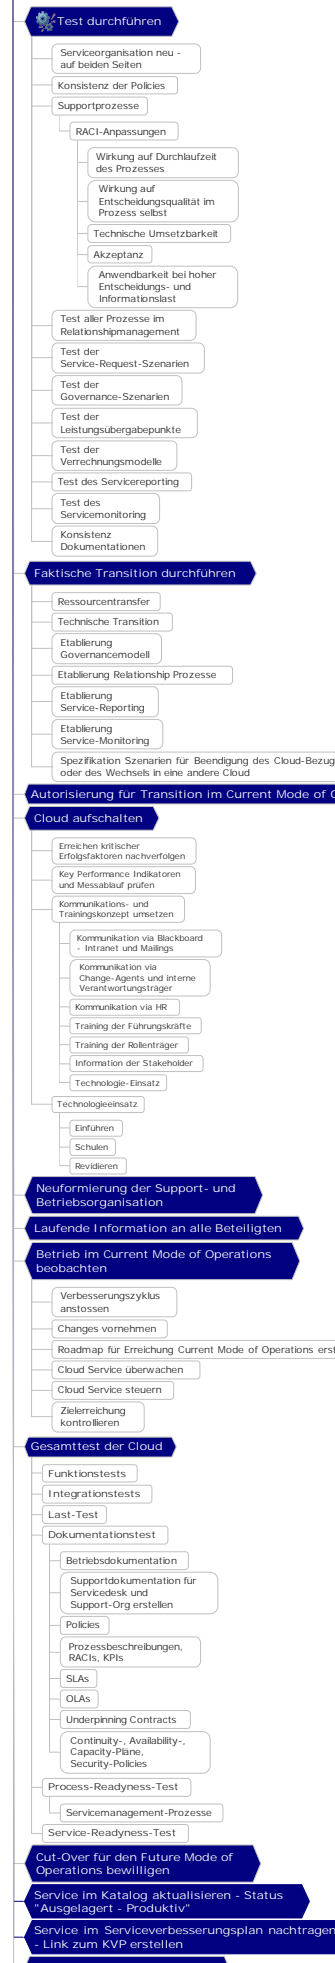 Test durchführen
Serviceorganisation neu -
auf beiden Seiten
Konsistenz der Policies
Supportprozesse
RACI-Anpassungen
Wirkung auf Durchlaufzeit
des Prozesses
Wirkung auf
Entscheidungsqualität im
Prozess selbst
Technische Umsetzbarkeit
Akzeptanz
Anwendbarkeit bei hoher
Entscheidungs- und
Informationslast
Test aller Prozesse im
Relationshipmanagement
Test der
Service-Request-Szenarien
Test der
Governance-Szenarien
Test der
Leistungsübergabepunkte
Test der
Verrechnungsmodelle
Test des Servicereporting
Test des
Servicemonitoring
Konsistenz
Dokumentationen
Faktische Transition durchführen
Ressourcentransfer
Technische Transition
Etablierung
Governancemodell
Etablierung Relationship Prozesse
Etablierung
Service-Reporting
Etablierung
Service-Monitoring
Spezifikation Szenarien für Beendigung des Cloud-Bezug
oder des Wechsels in eine andere Cloud
Autorisierung für Transition im Current Mode of
Cloud aufschalten
Erreichen kritischer
Erfolgsfaktoren nachverfolgen
Key Performance Indikatoren
und Messablauf prüfen
Kommunikations- und
Trainingskonzept umsetzen
Kommunikation via Blackboard
- Intranet und Mailings
Kommunikation via
Change-Agents und interne
Verantwortungsträger
Kommunikation via HR
Training der Führungskräfte
Training der Rollenträger
Information der Stakeholder
Technologie-Einsatz
Technologieeinsatz
Einführen
Schulen
Revidieren
Neuformierung der Support- und
Betriebsorganisation
Laufende Information an alle Beteiligten
Betrieb im Current Mode of Operations
beobachten
Verbesserungszyklus
anstossen
Changes vornehmen
Roadmap für Erreichung Current Mode of Operations erst
Cloud Service überwachen
Cloud Service steuern
Zielerreichung
kontrollieren
Gesamttest der Cloud
Funktionstests
Integrationstests
Last-Test
Dokumentationstest
Betriebsdokumentation
Supportdokumentation für
Servicedesk und
Support-Org erstellen
Policies
Prozessbeschreibungen,
RACIs, KPIs
SLAs
OLAs
Underpinning Contracts
Continuity-, Availability-,
Capacity-Pläne,
Security-Policies
Process-Readyness-Test
Servicemanagement-Prozesse
Service-Readyness-Test
Cut-Over für den Future Mode of
Operations bewilligen
Service im Katalog aktualisieren - Status
"Ausgelagert - Produktiv"
Service im Serviceverbesserungsplan nachtragen
- Link zum KVP erstellen